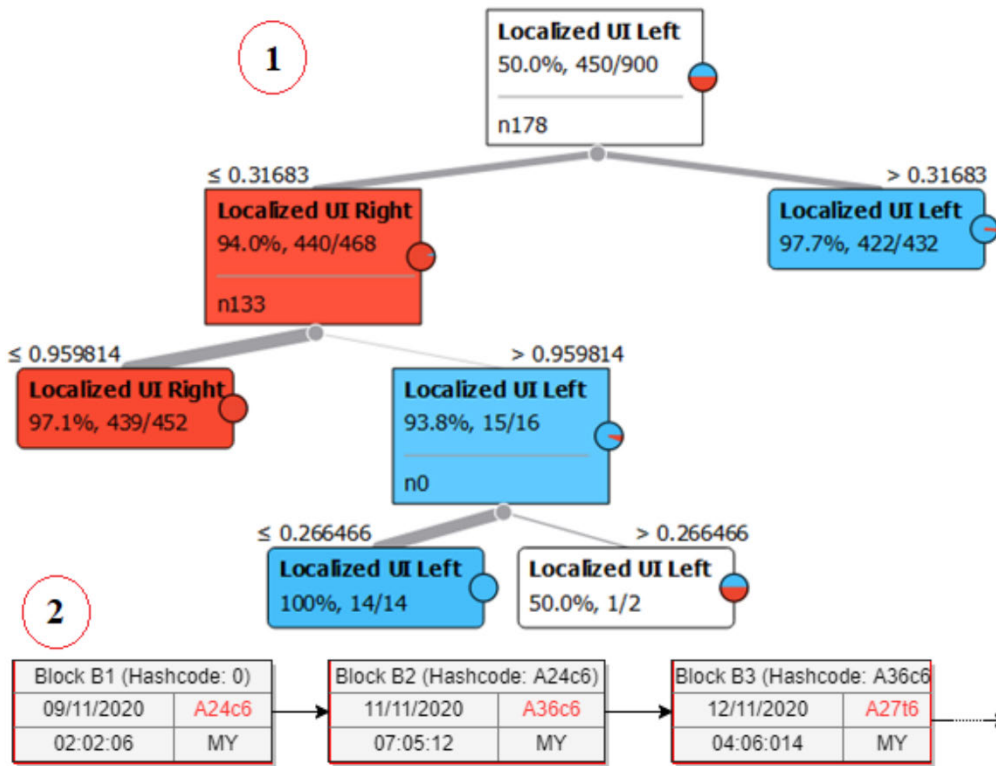 1
Localized UI Left
50.0%, 450/900
n178
≤ 0.31683
> 0.31683
Localized UI Right
94.0%, 440/468
n133
Localized UI Left
97.7%, 422/432
≤ 0.959814
> 0.959814
Localized UI Right
97.1%, 439/452
Localized UI Left
93.8%, 15/16
n0
≤ 0.266466
> 0.266466
Localized UI Left
100%, 14/14
Localized UI Left
50.0%, 1/2
2
Block B1 (Hashcode: 0)
09/11/2020 A24c6
02:02:06 MY
Block B2 (Hashcode: A24c6)
11/11/2020 A36c6
07:05:12 MY
Block B3 (Hashcode: A36c6
12/11/2020 A27t6
04:06:014 MY